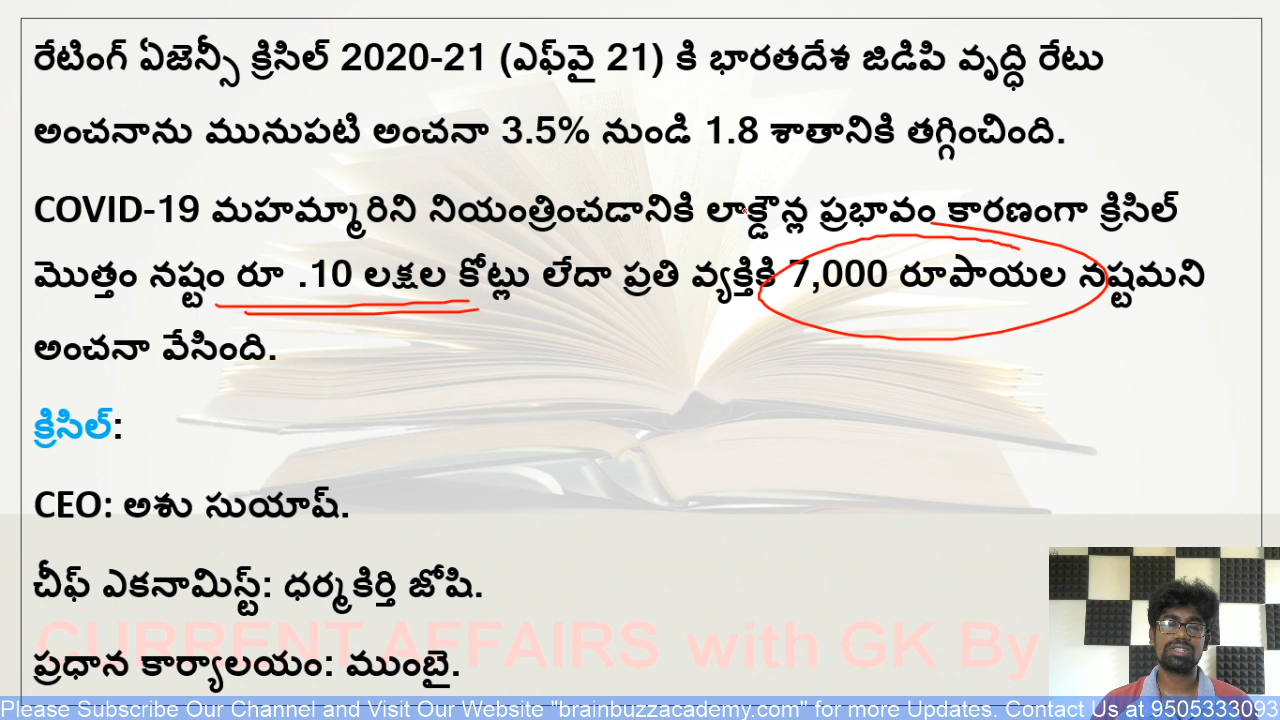 రేటింగ్ ఏజెన్సీ క్రిసిల్ 2020-21 (ఎఫ్‌వై 21) కి భారతదేశ జిడిపి వృద్ధి రేటు
అంచనాను మునుపటి అంచనా 3.5% నుండి 1.8 శాతానికి తగ్గించింది.
COVID-19 మహమ్మారిని నియంత్రించడానికి లాక్డౌన్ల ప్రభావం కారణంగా క్రిసిల్
మొత్తం నష్టం రూ .10 లక్షల కోట్లు లేదా ప్రతి వ్యక్తికి 7,000 రూపాయల నష్టమని
అంచనా వేసింది.
క్రిసిల్:
CEO: అశు సుయాష్.
చీఫ్ ఎకనామిస్ట్: ధర్మకిర్తి జోషి.
CURRENT AFFAIRS with GK By
ప్రధాన కార్యాలయం: ముంబై.
Please Subscribe Our Channel and Visit Our Website "brainbuzzacademy.com" for more Updates. Contact Us at 9505333093